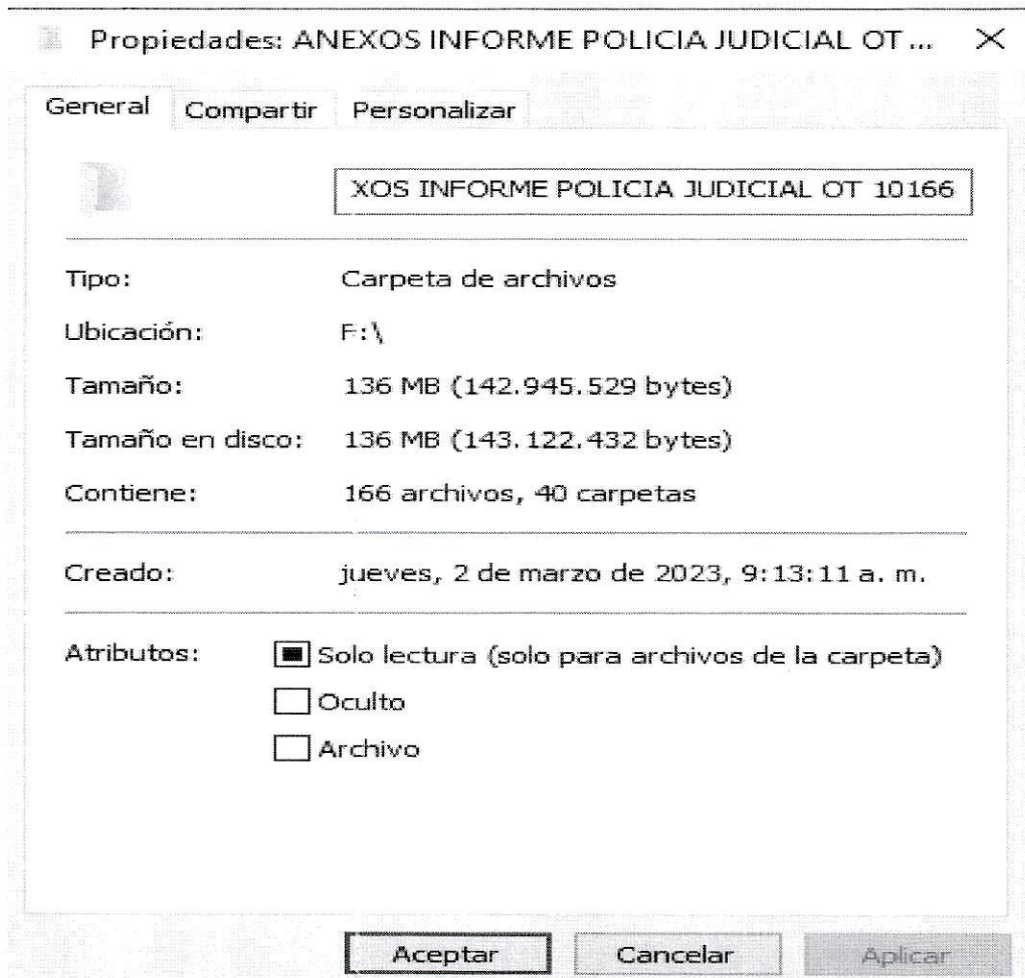 Propiedades: ANEXOS INFORME POLICIA JUDICIAL OT ...
General Compartir Personalizar
XOS INFORME POLICIA JUDICIAL OT 10166
Tipo: Carpeta de archivos
Ubicación: F:\
Tamaño: 136 MB (142.945.529 bytes)
Tamaño en disco: 136 MB (143.122.432 bytes)
Contiene: 166 archivos, 40 carpetas
Creado: jueves, 2 de marzo de 2023, 9:13:11 a. m.
Atributos: Solo lectura (solo para archivos de la carpeta)
Oculto
Archivo
Aceptar Cancelar Aplicar